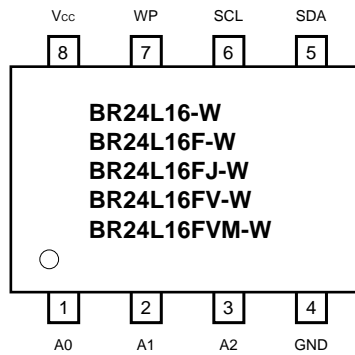 Vcc WP SCL SDA
8 7 6 5
BR24L16-W
BR24L16F-W
BR24L16FJ-W
BR24L16FV-W
BR24L16FVM-W
1 2 3 4
A0 A1 A2 GND